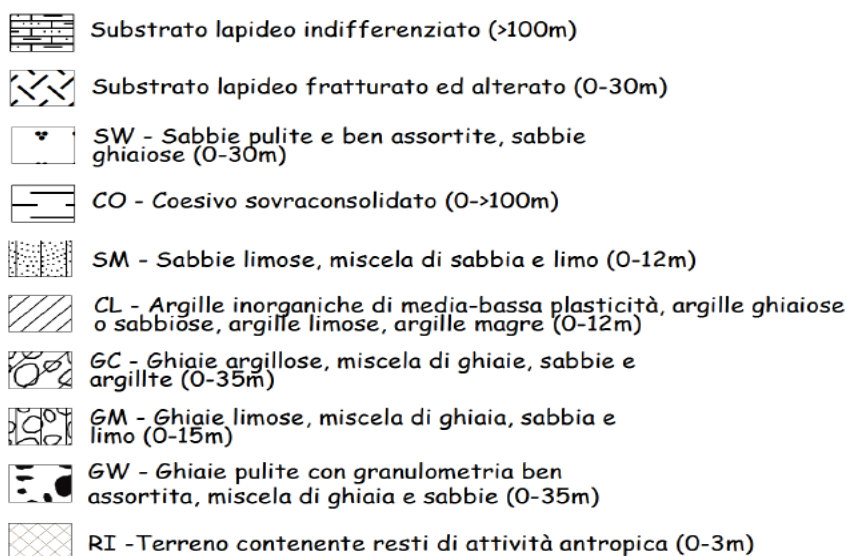 Substrato lapideo indifferenziato (>100m)
Substrato lapideo fratturato ed alterato (0-30m)
SW - Sabbie pulite e ben assortite, sabbie
ghiaiose (0-30m)
CO - Coesivo sovraconsolidato (0->100m)
SM - Sabbie limose, miscela di sabbia e limo (0-12m)
CL - Argille inorganiche di media-bassa plasticità, argille ghiaiose
o sabbiose, argille limose, argille magre (0-12m)
GC - Ghiaie argillose, miscela di ghiaie, sabbie e
argillte (0-35m)
GM - Ghiaie limose, miscela di ghiaia, sabbia e
limo (0-15m)
GW - Ghiaie pulite con granulometria ben
assortita, miscela di ghiaia e sabbie (0-35m)
RI -Terreno contenente resti di attività antropica (0-3m)